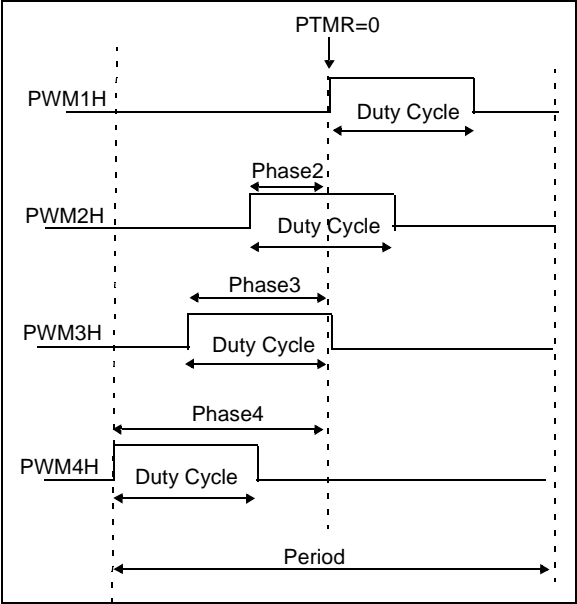 PTMR=0
PWM1H
Duty Cycle
Phase2
PWM2H
Duty Cycle
Phase3
PWM3H
Duty Cycle
Phase4
PWM4H
Duty Cycle
Period